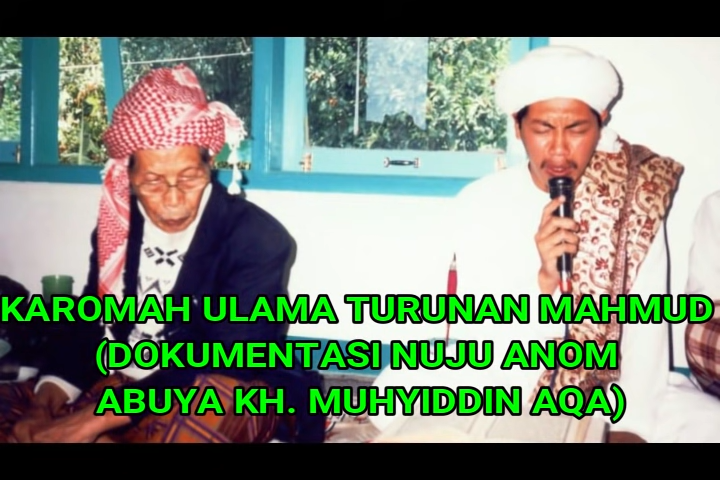 KAROMAH ULAMA TURUNAN MAHMUD
(DOKUMENTASI NUJU ANOM
ABUYA KH. MUHYIDDIN AQA)